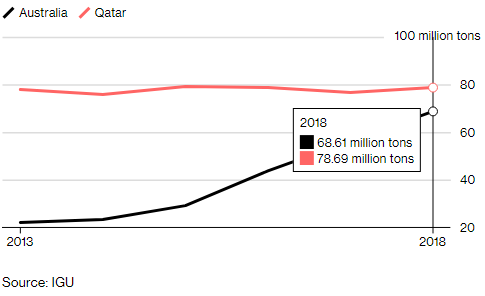 Australia Qatar
100 million tons
80
60
2018
68.61 million tons
78.69 million tons
40
20
2013 2018
Source: IGU